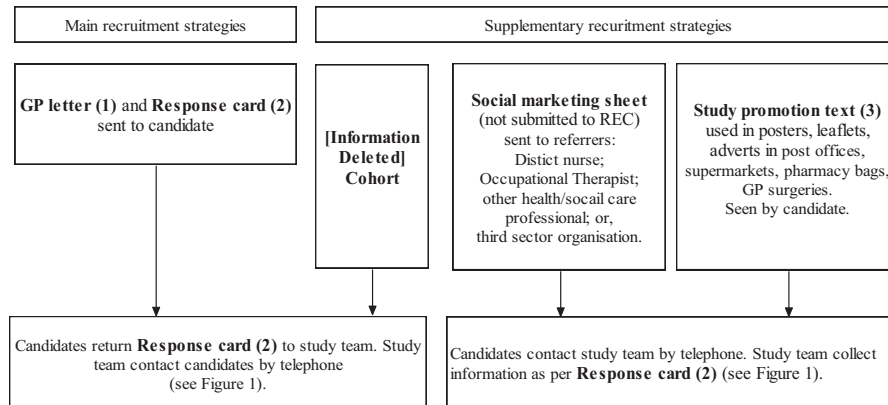 Main recruitment strategies
Supplementary recuritment strategies
GP letter (1) and Response card (2)
sent to candidate
[Information
Deleted]
Cohort
Social marketing sheet
(not submitted to REC)
sent to referrers:
Distict nurse;
Occupational Therapist;
other health/socail care
professional; or,
third sector organisation.
Study promotion text (3)
used in posters, leaflets,
adverts in post offices,
supermarkets, pharmacy bags,
GP surgeries.
Seen by candidate.
Candidates return Response card (2) to study team. Study
team contact candidates by telephone
(see Figure 1).
Candidates contact study team by telephone. Study team collect
information as per Response card (2) (see Figure 1).